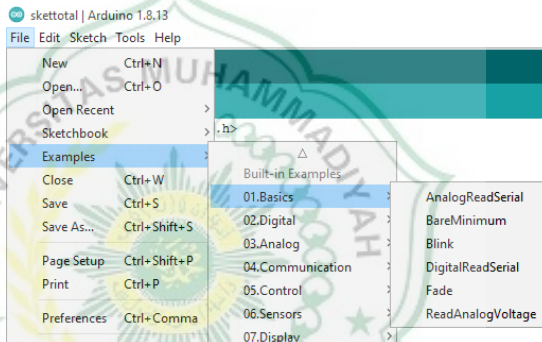 skettotal | Arduino 1.8.13
File Edit Sketch Tools Help
New Ctrl+N
Open... Ctrl+O
Open Recent
Sketchbook
Examples
Close Ctrl+W
Save Ctrl+S
Save As... Ctrl+Shift+S
Page Setup Ctrl+Shift+P
Print Ctrl+P
Preferences Ctrl+Comma
.h>
Built-in Examples
01.Basics
02.Digital
03.Analog
04.Communication
05.Control
06.Sensors
07.Display
AnalogReadSerial
BareMinimum
Blink
DigitalReadSerial
Fade
ReadAnalogVoltage
AS MUHAMMADIYAH